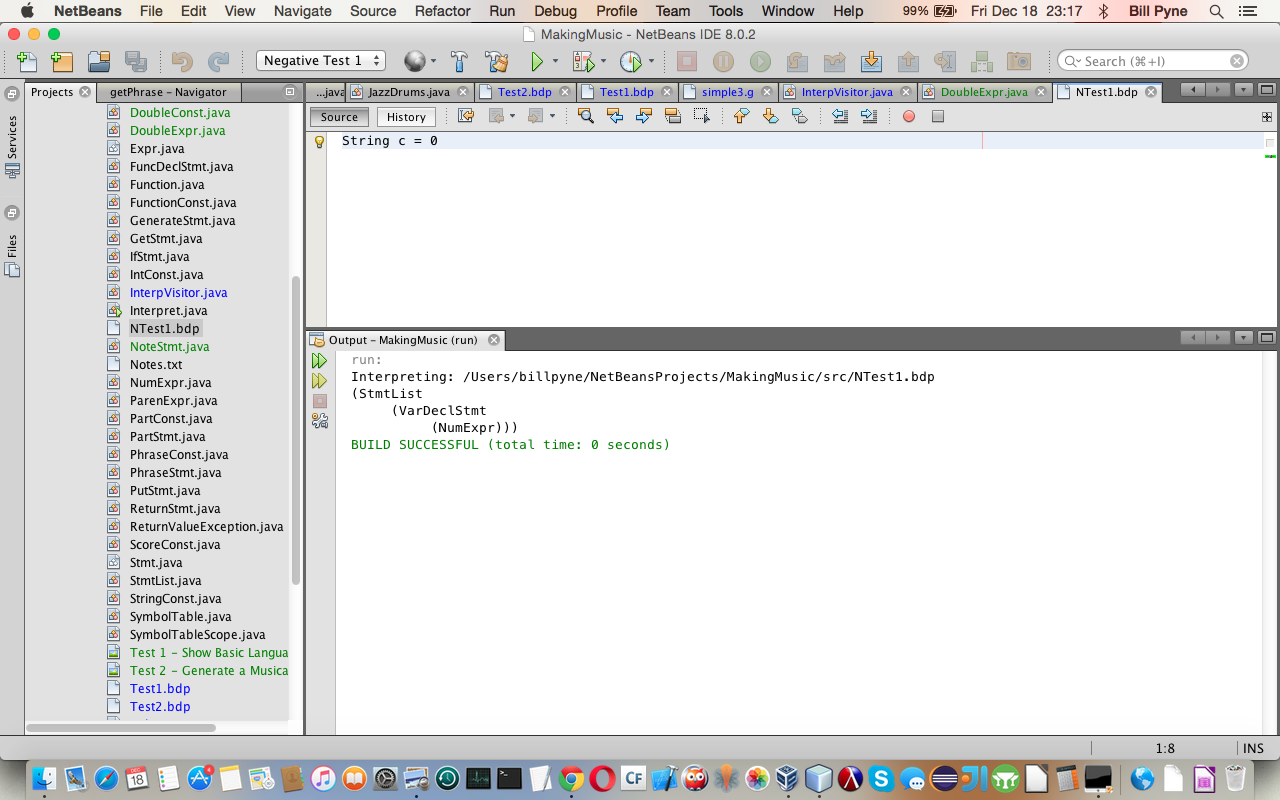 NetBeans File Edit View Navigate Source Refactor Run Debug Profile Team Tools Window Help 99% Fri Dec 18 23:17 Bill Pyne
MakingMusic - NetBeans IDE 8.0.2
Negative Test 1
Search (⌘+I)
Projects
getPhrase - Navigator
...java
JazzDrums.java
Test2.bdp
Test1.bdp
simple3.g
InterpVisitor.java
DoubleExpr.java
NTest1.bdp
Services
Files
DoubleConst.java
DoubleExpr.java
Expr.java
FuncDeclStmt.java
Function.java
FunctionConst.java
GenerateStmt.java
GetStmt.java
IfStmt.java
IntConst.java
InterpVisitor.java
Interpret.java
NTest1.bdp
NoteStmt.java
Notes.txt
NumExpr.java
ParenExpr.java
PartConst.java
PartStmt.java
PhraseConst.java
PhraseStmt.java
PutStmt.java
ReturnStmt.java
ReturnValueException.java
ScoreConst.java
Stmt.java
StmtList.java
StringConst.java
SymbolTable.java
SymbolTableScope.java
Test 1 - Show Basic Langua
Test 2 - Generate a Musica
Test1.bdp
Test2.bdp
Source History
String c = 0
Output - MakingMusic (run)
run:
Interpreting: /Users/billpyne/NetBeansProjects/MakingMusic/src/NTest1.bdp
(StmtList
(VarDeclStmt
(NumExpr)))
BUILD SUCCESSFUL (total time: 0 seconds)
1:8
INS
DEC
18
CF